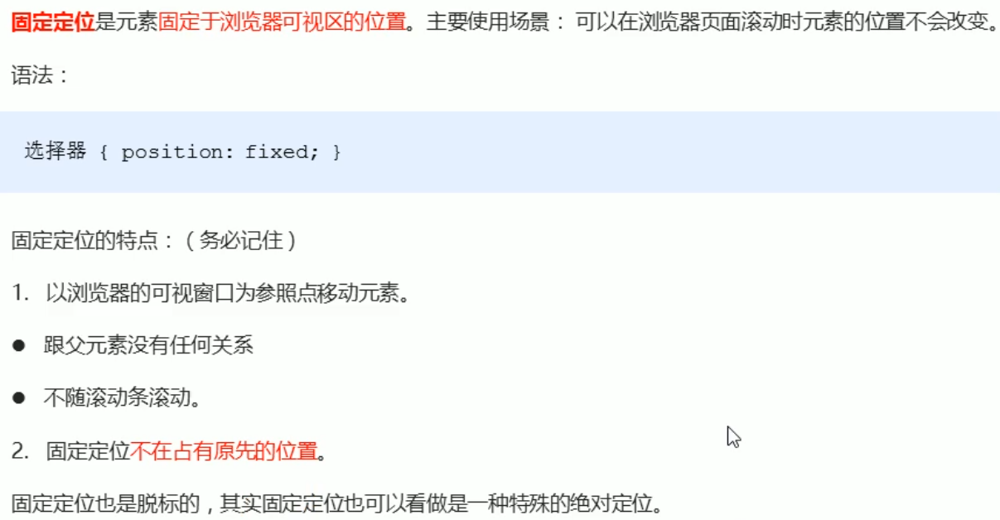 固定定位是元素固定于浏览器可视区的位置。主要使用场景： 可以在浏览器页面滚动时元素的位置不会改变。
语法：
选择器 { position: fixed; }
固定定位的特点：（务必记住）
1. 以浏览器的可视窗口为参照点移动元素。
● 跟父元素没有任何关系
● 不随滚动条滚动。
2. 固定定位不在占有原先的位置。
固定定位也是脱标的，其实固定定位也可以看做是一种特殊的绝对定位。